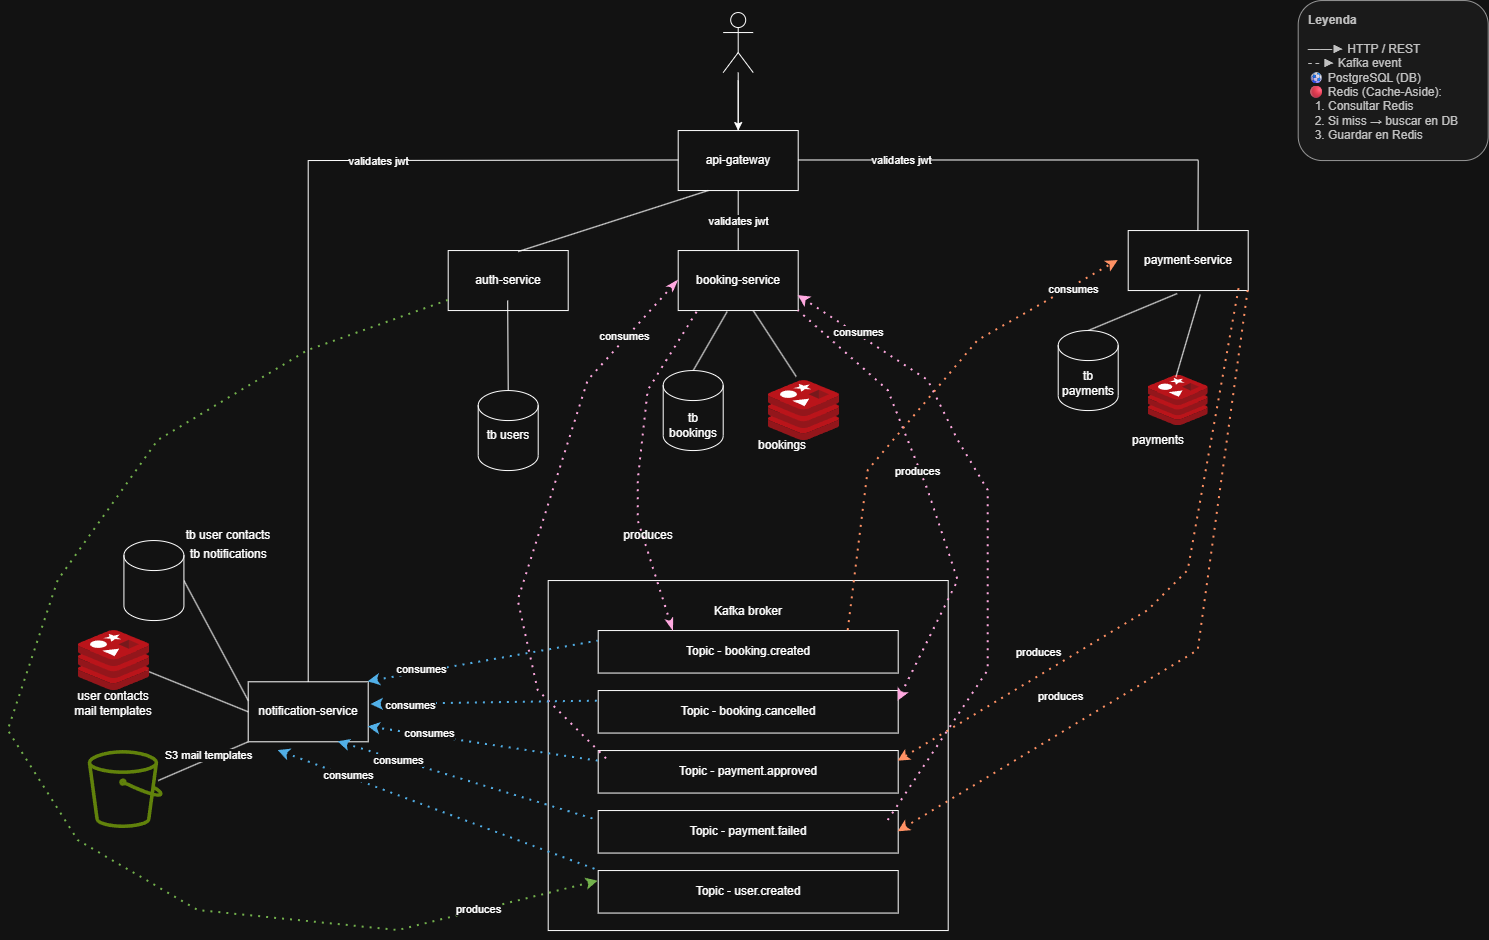 Leyenda
HTTP / REST
Kafka event
PostgreSQL (DB)
Redis (Cache-Aside):
1. Consultar Redis
2. Si miss → buscar en DB
3. Guardar en Redis
api-gateway
validates jwt
validates jwt
validates jwt
auth-service
booking-service
payment-service
consumes
consumes
consumes
tb users
tb
bookings
bookings
tb
payments
payments
produces
produces
tb user contacts
tb notifications
user contacts
mail templates
notification-service
S3 mail templates
Kafka broker
Topic - booking.created
Topic - booking.cancelled
Topic - payment.approved
Topic - payment.failed
Topic - user.created
consumes
consumes
consumes
consumes
consumes
produces
produces
produces